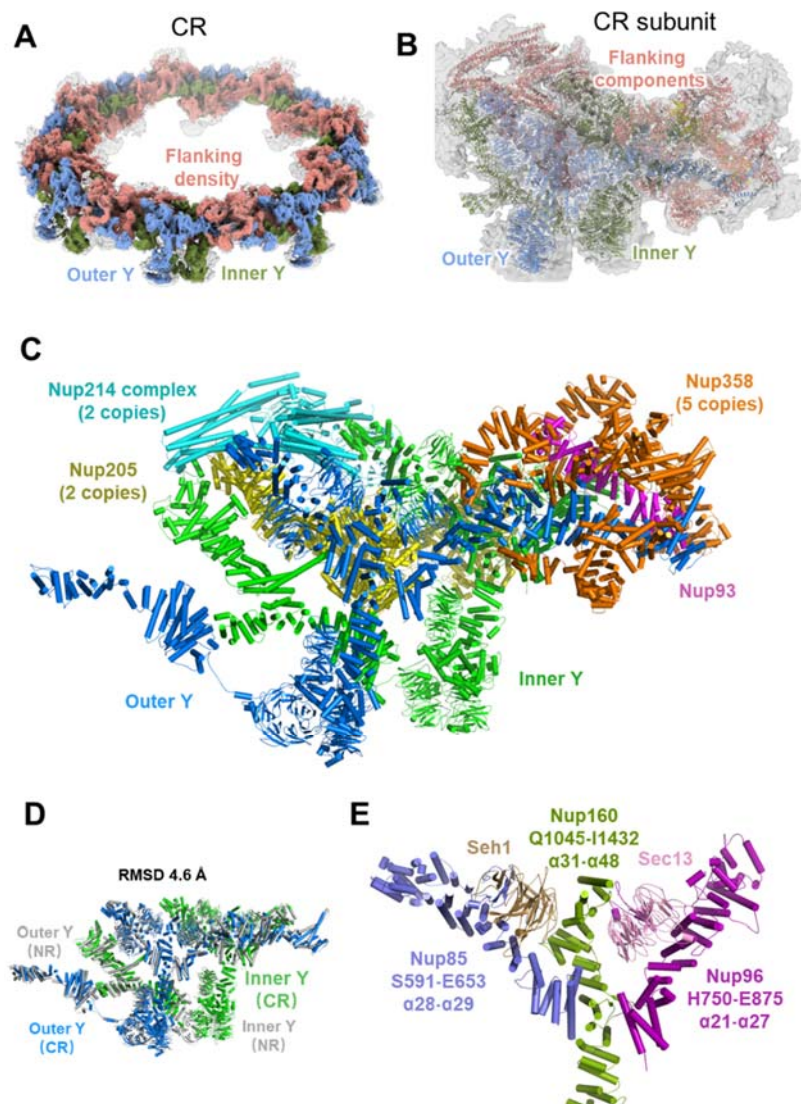 A
CR
Flanking
density
Outer Y
Inner Y
B
CR subunit
Flanking
components
Outer Y
Inner Y
C
Nup214 complex
(2 copies)
Nup205
(2 copies)
Nup358
(5 copies)
Nup93
Outer Y
Inner Y
D
RMSD 4.6 Å
Outer Y
(NR)
Inner Y
(CR)
Outer Y
(CR)
Inner Y
(NR)
E
Seh1
Nup160
Q1045-I1432
α31-α48
Sec13
Nup85
S591-E653
α28-α29
Nup96
H750-E875
α21-α27